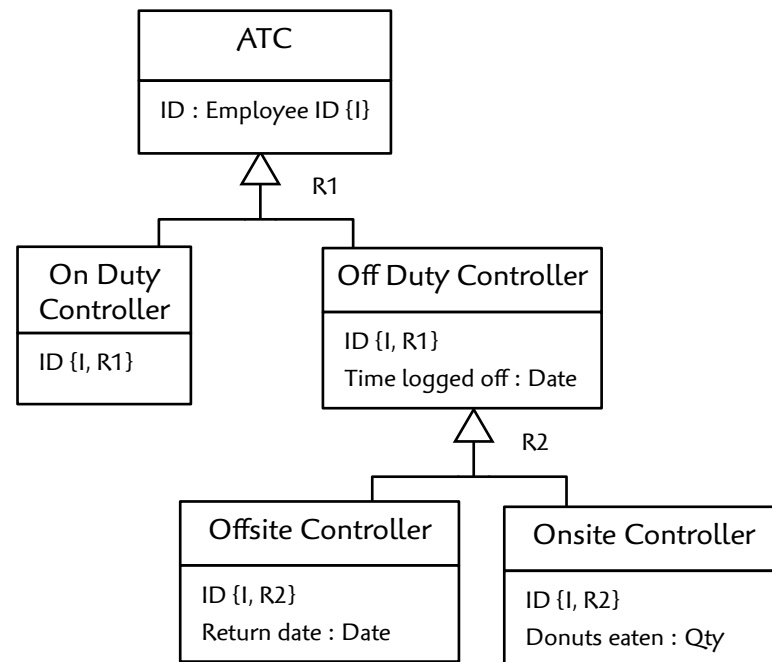 ATC
ID : Employee ID {I}
R1
On Duty
Controller
ID {I, R1}
Off Duty Controller
ID {I, R1}
Time logged off : Date
R2
Offsite Controller
ID {I, R2}
Return date : Date
Onsite Controller
ID {I, R2}
Donuts eaten : Qty